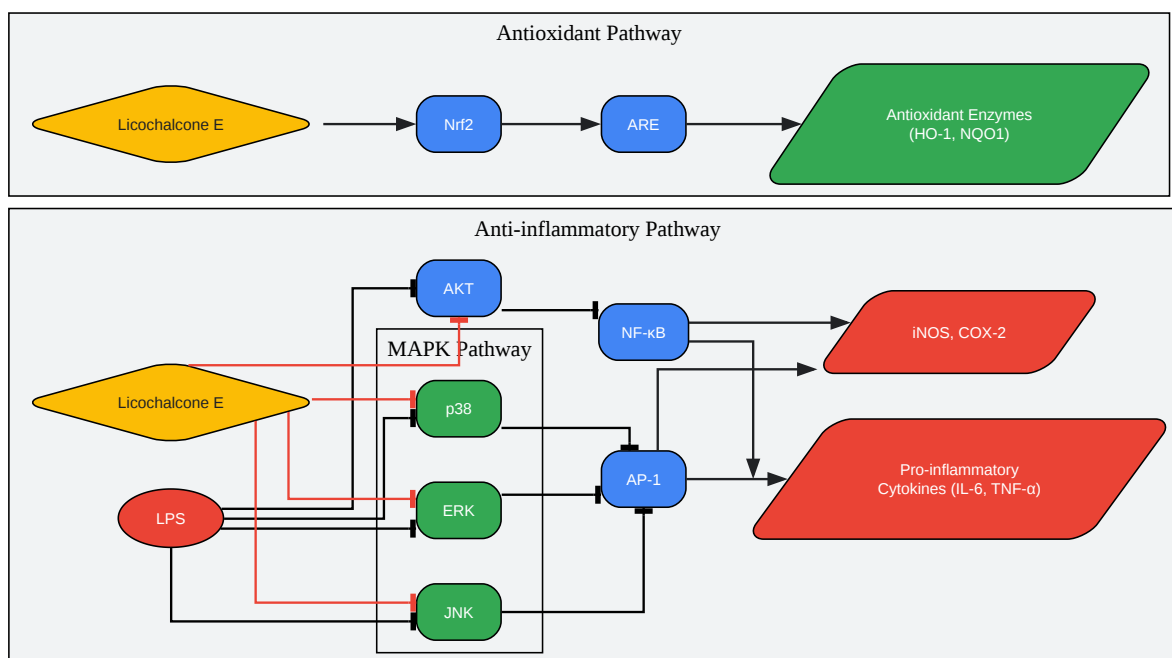 Antioxidant Pathway
Licochalcone E
Nrf2
ARE
Antioxidant Enzymes
(HO-1, NQO1)
Anti-inflammatory Pathway
AKT
NF-κB
iNOS, COX-2
MAPK Pathway
Licochalcone E
p38
AP-1
Pro-inflammatory
Cytokines (IL-6, TNF-α)
ERK
LPS
JNK